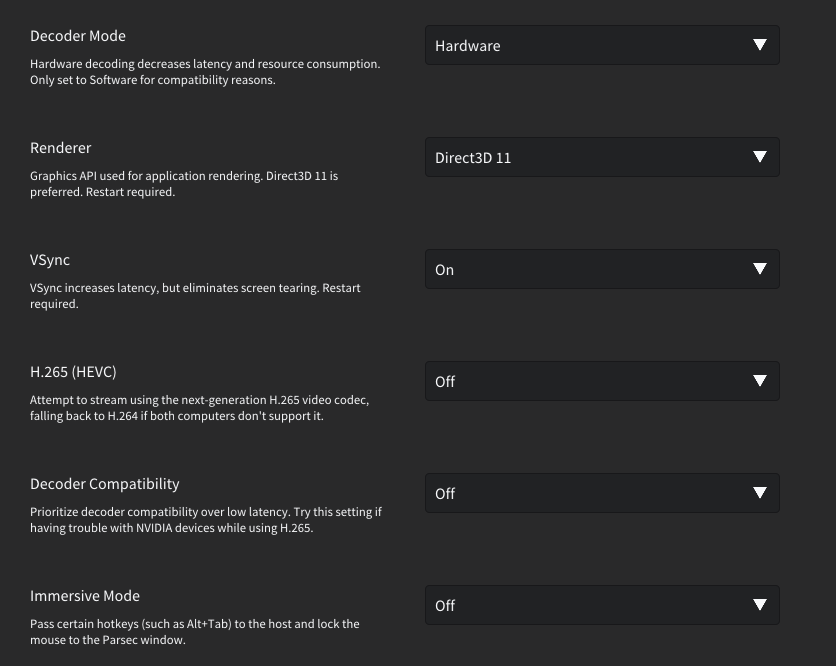 Decoder Mode
Hardware
Hardware decoding decreases latency and resource consumption.
Only set to Software for compatibility reasons.
Renderer
Direct3D 11
Graphics API used for application rendering. Direct3D 11 is
preferred. Restart required.
VSync
On
VSync increases latency, but eliminates screen tearing. Restart
required.
H.265 (HEVC)
Off
Attempt to stream using the next-generation H.265 video codec,
falling back to H.264 if both computers don't support it.
Decoder Compatibility
Off
Prioritize decoder compatibility over low latency. Try this setting if
having trouble with NVIDIA devices while using H.265.
Immersive Mode
Off
Pass certain hotkeys (such as Alt+Tab) to the host and lock the
mouse to the Parsec window.